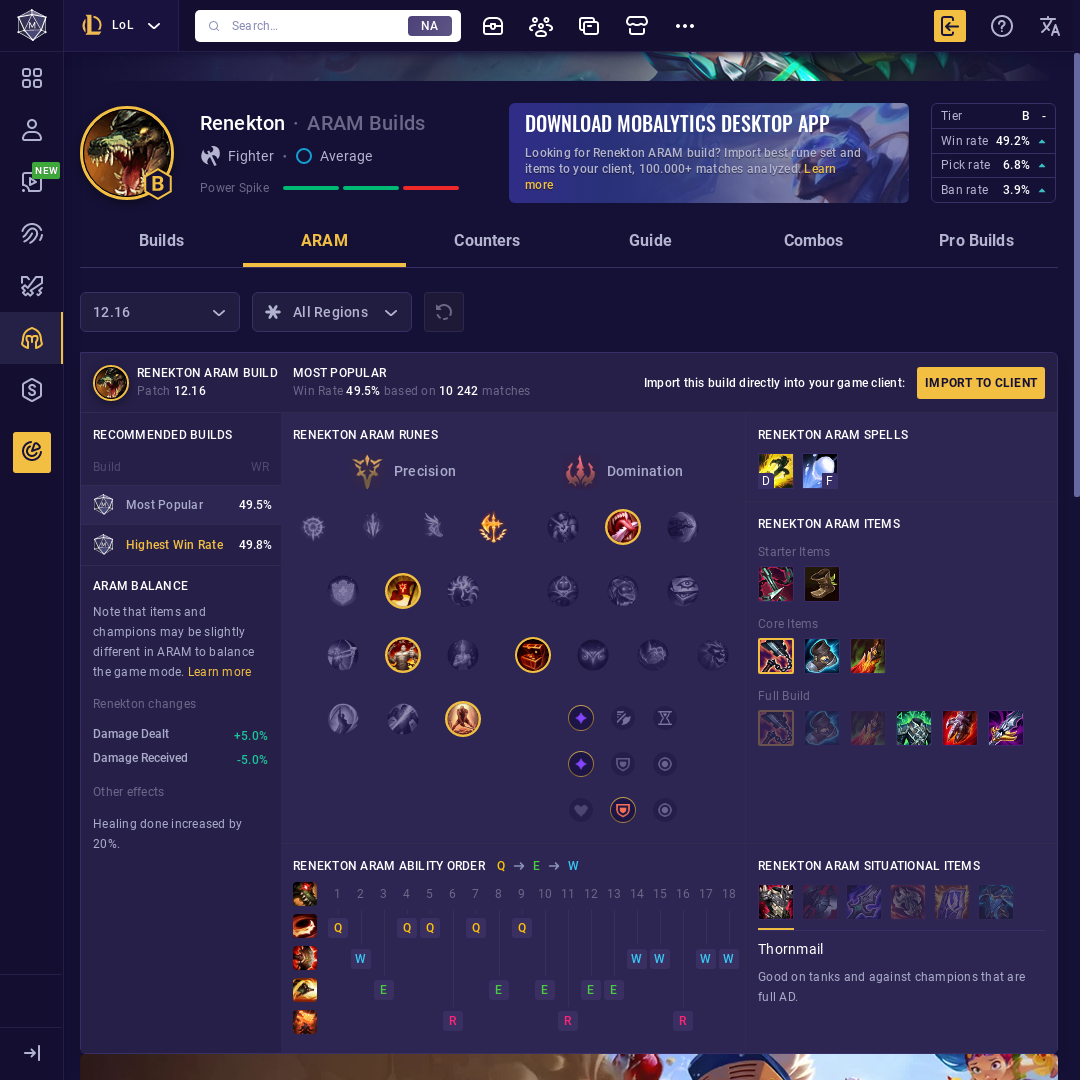 LoL
Search...
NA
NEW
Renekton · ARAM Builds
Fighter · Average
Power Spike
B
DOWNLOAD MOBALYTICS DESKTOP APP
Looking for Renekton ARAM build? Import best rune set and
items to your client, 100.000+ matches analyzed. Learn
more
Tier B -
Win rate 49.2%
Pick rate 6.8%
Ban rate 3.9%
Builds
ARAM
Counters
Guide
Combos
Pro Builds
12.16
All Regions
RENEKTON ARAM BUILD
Patch 12.16
MOST POPULAR
Win Rate 49.5% based on 10 242 matches
Import this build directly into your game client:
IMPORT TO CLIENT
RECOMMENDED BUILDS
Build WR
Most Popular 49.5%
Highest Win Rate 49.8%
ARAM BALANCE
Note that items and
champions may be slightly
different in ARAM to balance
the game mode. Learn more
Renekton changes
Damage Dealt +5.0%
Damage Received -5.0%
Other effects
Healing done increased by
20%.
RENEKTON ARAM RUNES
Precision
Domination
RENEKTON ARAM SPELLS
D
F
RENEKTON ARAM ITEMS
Starter Items
Core Items
Full Build
RENEKTON ARAM ABILITY ORDER Q → E → W
1 2 3 4 5 6 7 8 9 10 11 12 13 14 15 16 17 18
Q Q Q Q Q
W W W W W
E E E E E
R R R
RENEKTON ARAM SITUATIONAL ITEMS
Thornmail
Good on tanks and against champions that are
full AD.